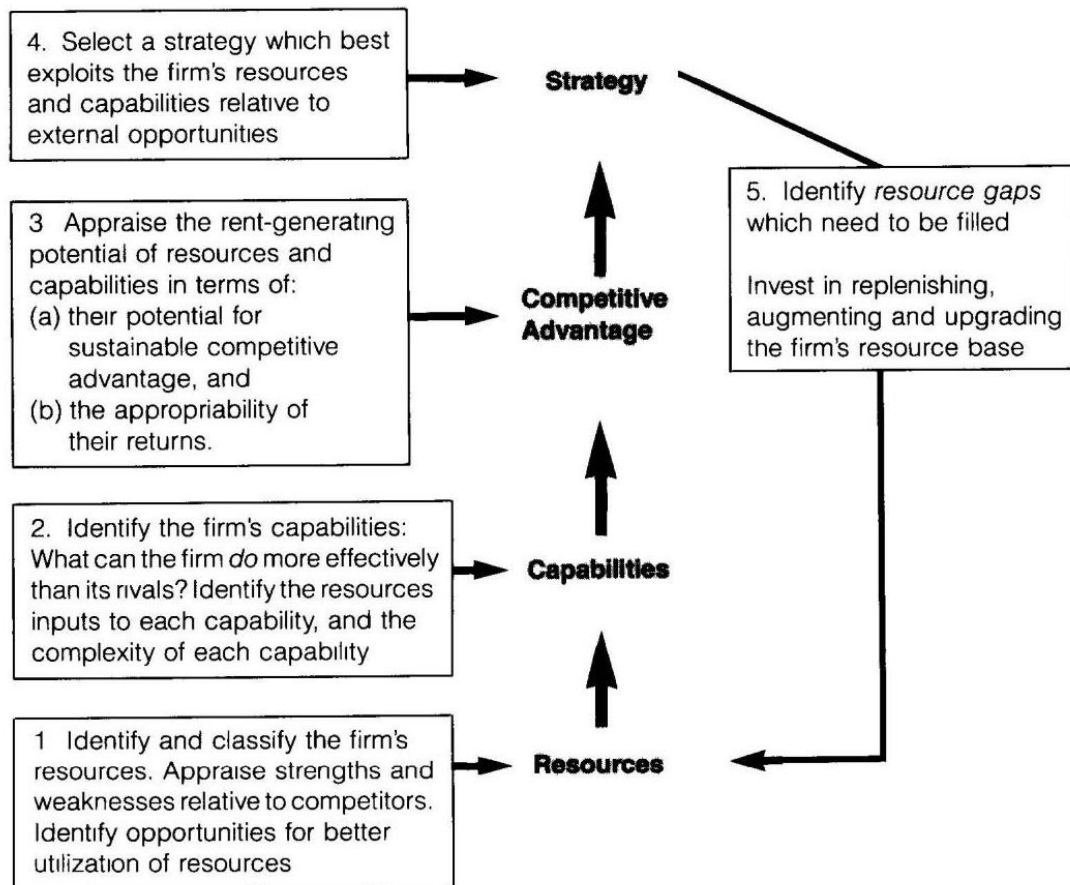 4. Select a strategy which best
exploits the firm's resources
and capabilities relative to
external opportunities
Strategy
5. Identify resource gaps
which need to be filled
Invest in replenishing,
augmenting and upgrading
the firm's resource base
3 Appraise the rent-generating
potential of resources and
capabilities in terms of:
(a) their potential for
sustainable competitive
advantage, and
(b) the appropriability of
their returns.
Competitive
Advantage
2. Identify the firm's capabilities:
What can the firm do more effectively
than its rivals? Identify the resources
inputs to each capability, and the
complexity of each capability
Capabilities
1 Identify and classify the firm's
resources. Appraise strengths and
weaknesses relative to competitors.
Identify opportunities for better
utilization of resources
Resources